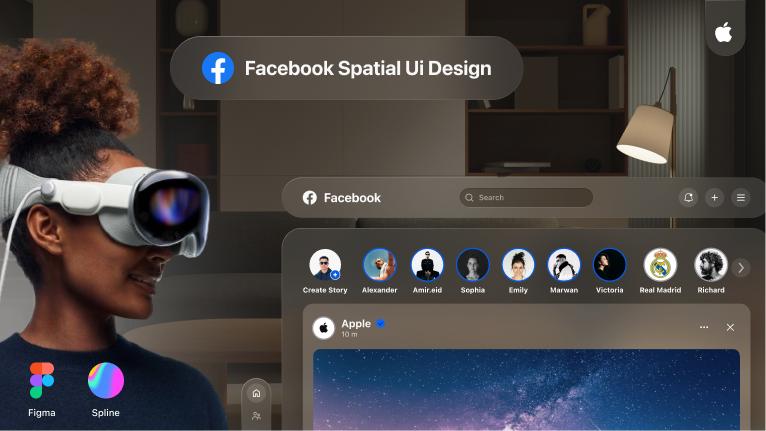 Facebook Spatial Ui Design
Facebook
Search
Create Story
Alexander
Amir.eid
Sophia
Emily
Marwan
Victoria
Real Madrid
Richard
Apple
10 m
Figma
Spline